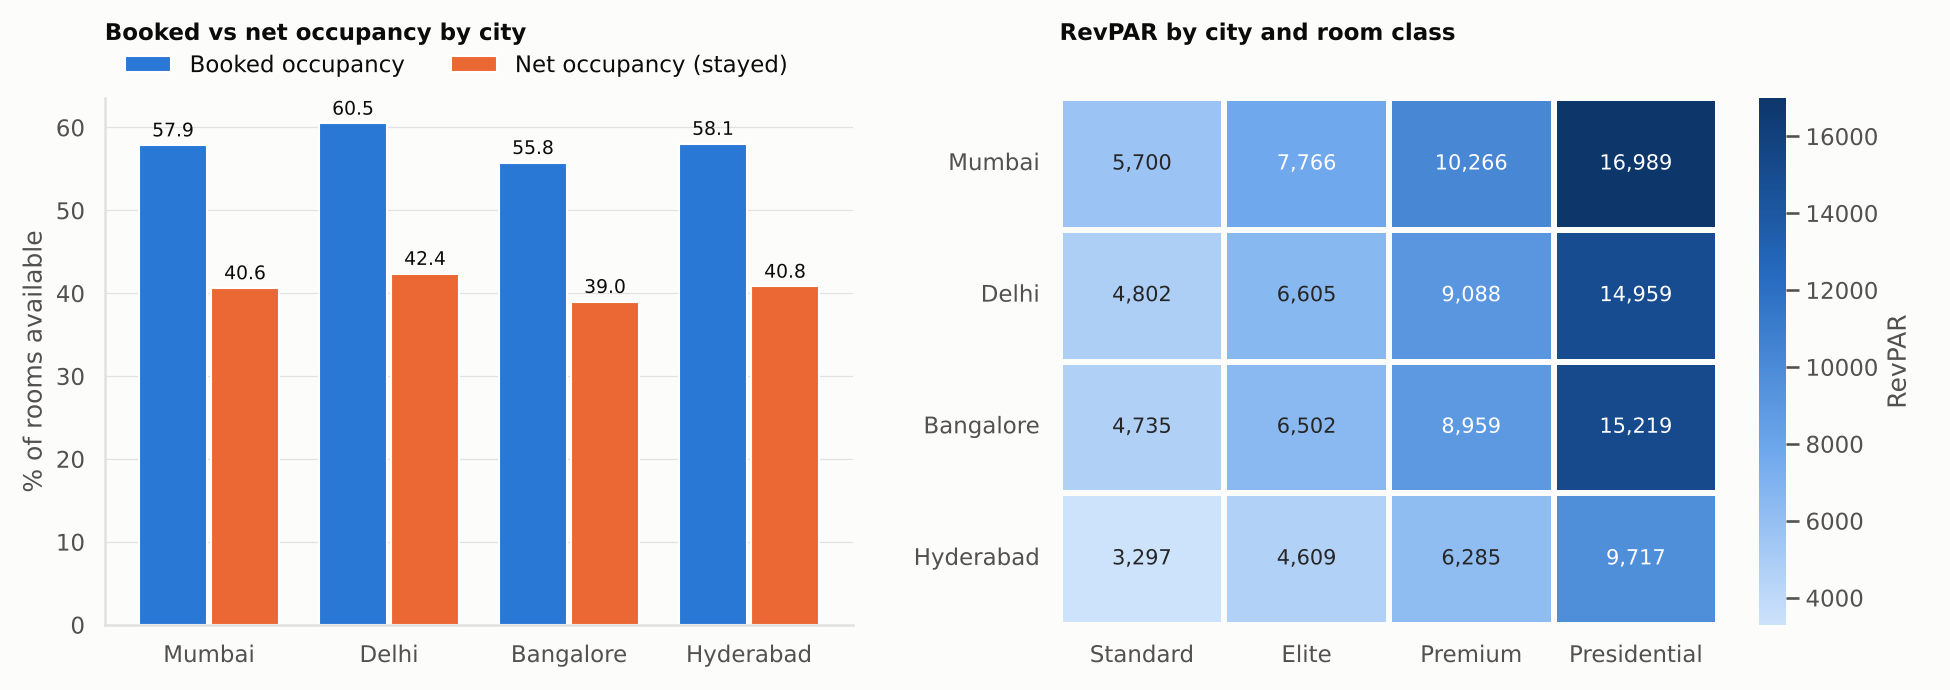 Booked vs net occupancy by city
Booked occupancy Net occupancy (stayed)
% of rooms available
60
50
40
30
20
10
0
57.9 40.6 60.5 42.4 55.8 39.0 58.1 40.8
Mumbai Delhi Bangalore Hyderabad
RevPAR by city and room class
Mumbai 5,700 7,766 10,266 16,989
Delhi 4,802 6,605 9,088 14,959
Bangalore 4,735 6,502 8,959 15,219
Hyderabad 3,297 4,609 6,285 9,717
Standard Elite Premium Presidential
16000
14000
12000
10000
8000
6000
4000
RevPAR